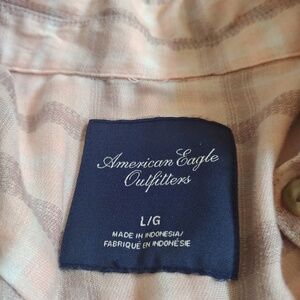 American Eagle
Outfitters
L/G
MADE IN INDONESIA/
FABRIQUÉ EN INDONÉSIE